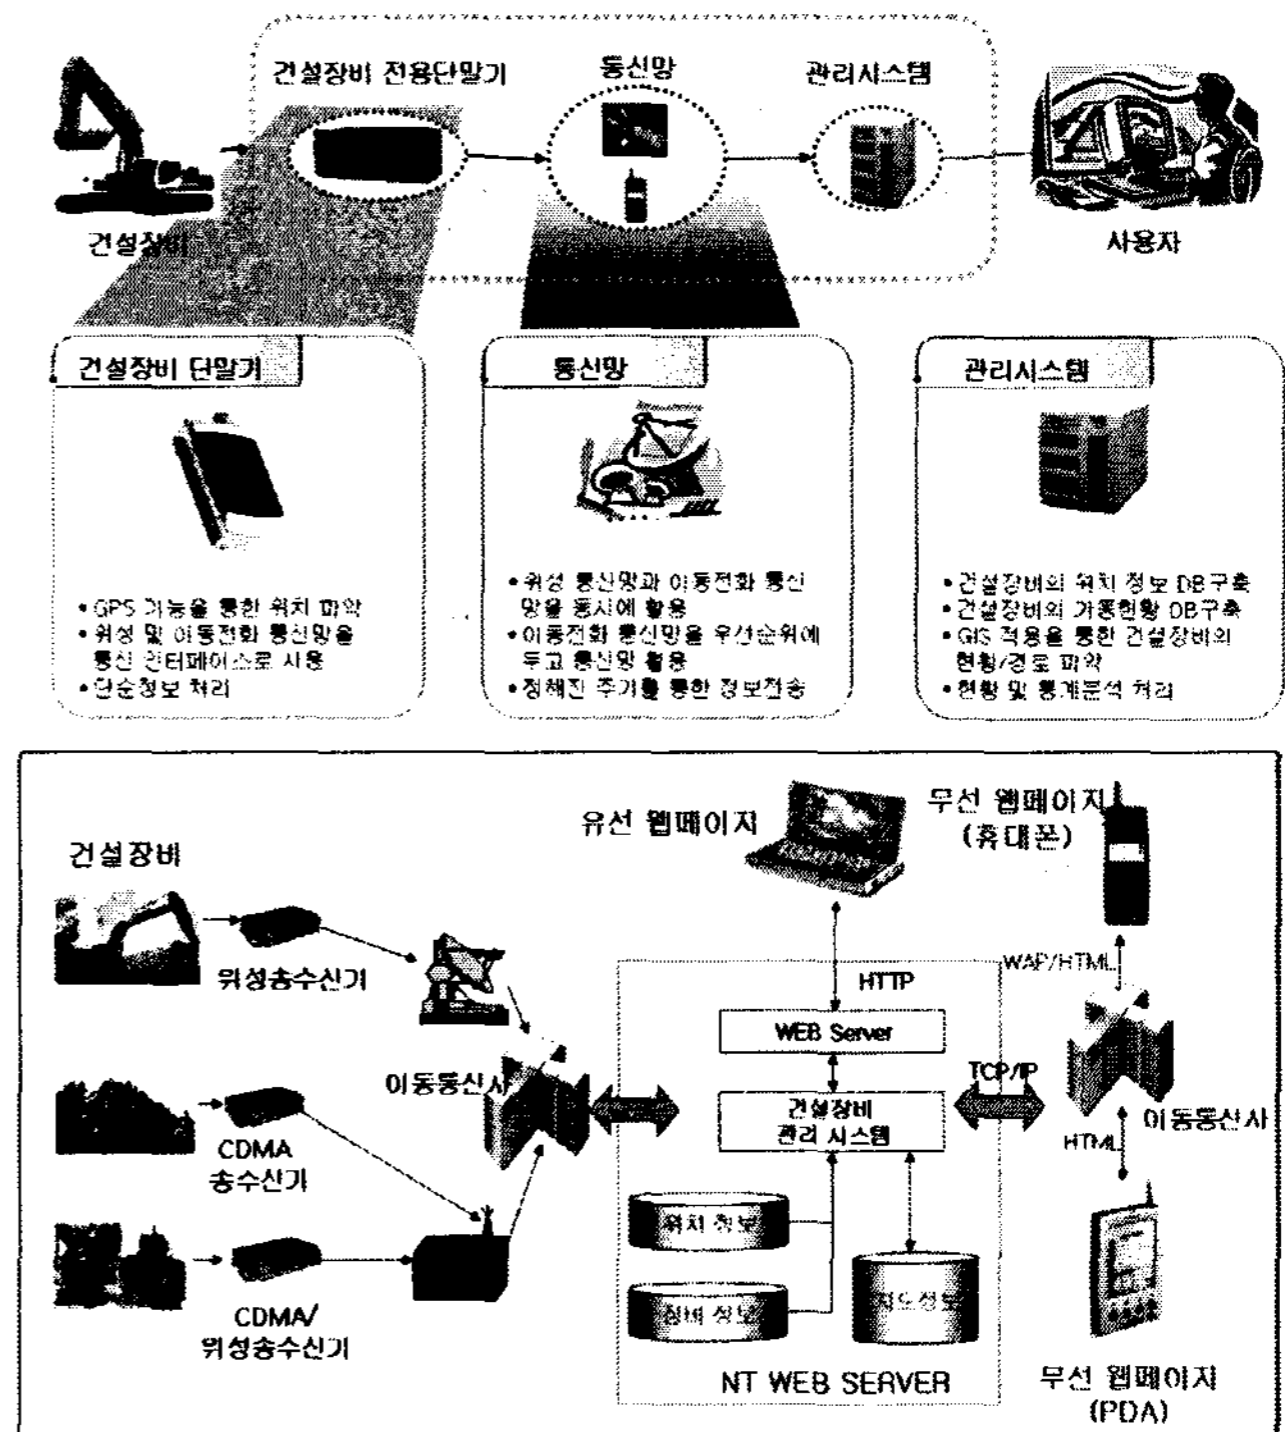 건설장비 전용단말기
통신망
관리시스템
건설장비
사용자
건설장비 단말기
• GPS 기능을 통한 위치 파악
• 위성 및 이동전화 통신망을
통신 인터페이스로 사용
• 단순정보 처리
통신망
• 위성 통신망과 이동전화 통신
망을 동시에 활용
• 이동전화 통신망을 우선순위에
두고 통신망 활용
• 정해진 주기를 통한 정보전송
관리시스템
• 건설장비의 위치 정보 DB구축
• 건설장비의 가동현황 DB구축
• GIS 적용을 통한 건설장비의
현황/경로 파악
• 현황 및 통계분석 처리
건설장비
위성송수신기
CDMA
송수신기
CDMA/
위성송수신기
이동통신사
유선 웹페이지
HTTP
WEB Server
건설장비
관리 시스템
위치 정보
장비 정보
지도정보
NT WEB SERVER
TCP/IP
무선 웹페이지
(휴대폰)
WAP/HTML
이동통신사
HTML
무선 웹페이지
(PDA)